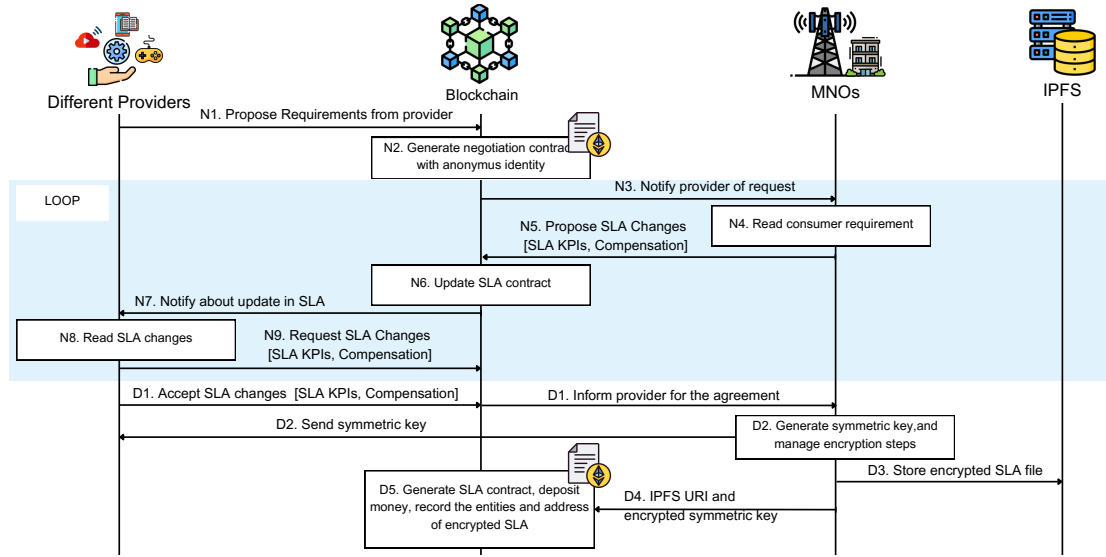 Different Providers
Blockchain
MNOs
IPFS
N1. Propose Requirements from provider
N2. Generate negotiation contrac
with anonymus identity
LOOP
N3. Notify provider of request
N4. Read consumer requirement
N5. Propose SLA Changes
[SLA KPIs, Compensation]
N6. Update SLA contract
N7. Notify about update in SLA
N8. Read SLA changes
N9. Request SLA Changes
[SLA KPIs, Compensation]
D1. Accept SLA changes [SLA KPIs, Compensation]
D1. Inform provider for the agreement
D2. Send symmetric key
D2. Generate symmetric key,and
manage encryption steps
D3. Store encrypted SLA file
D4. IPFS URI and
encrypted symmetric key
D5. Generate SLA contract, deposit
money, record the entities and address
of encrypted SLA